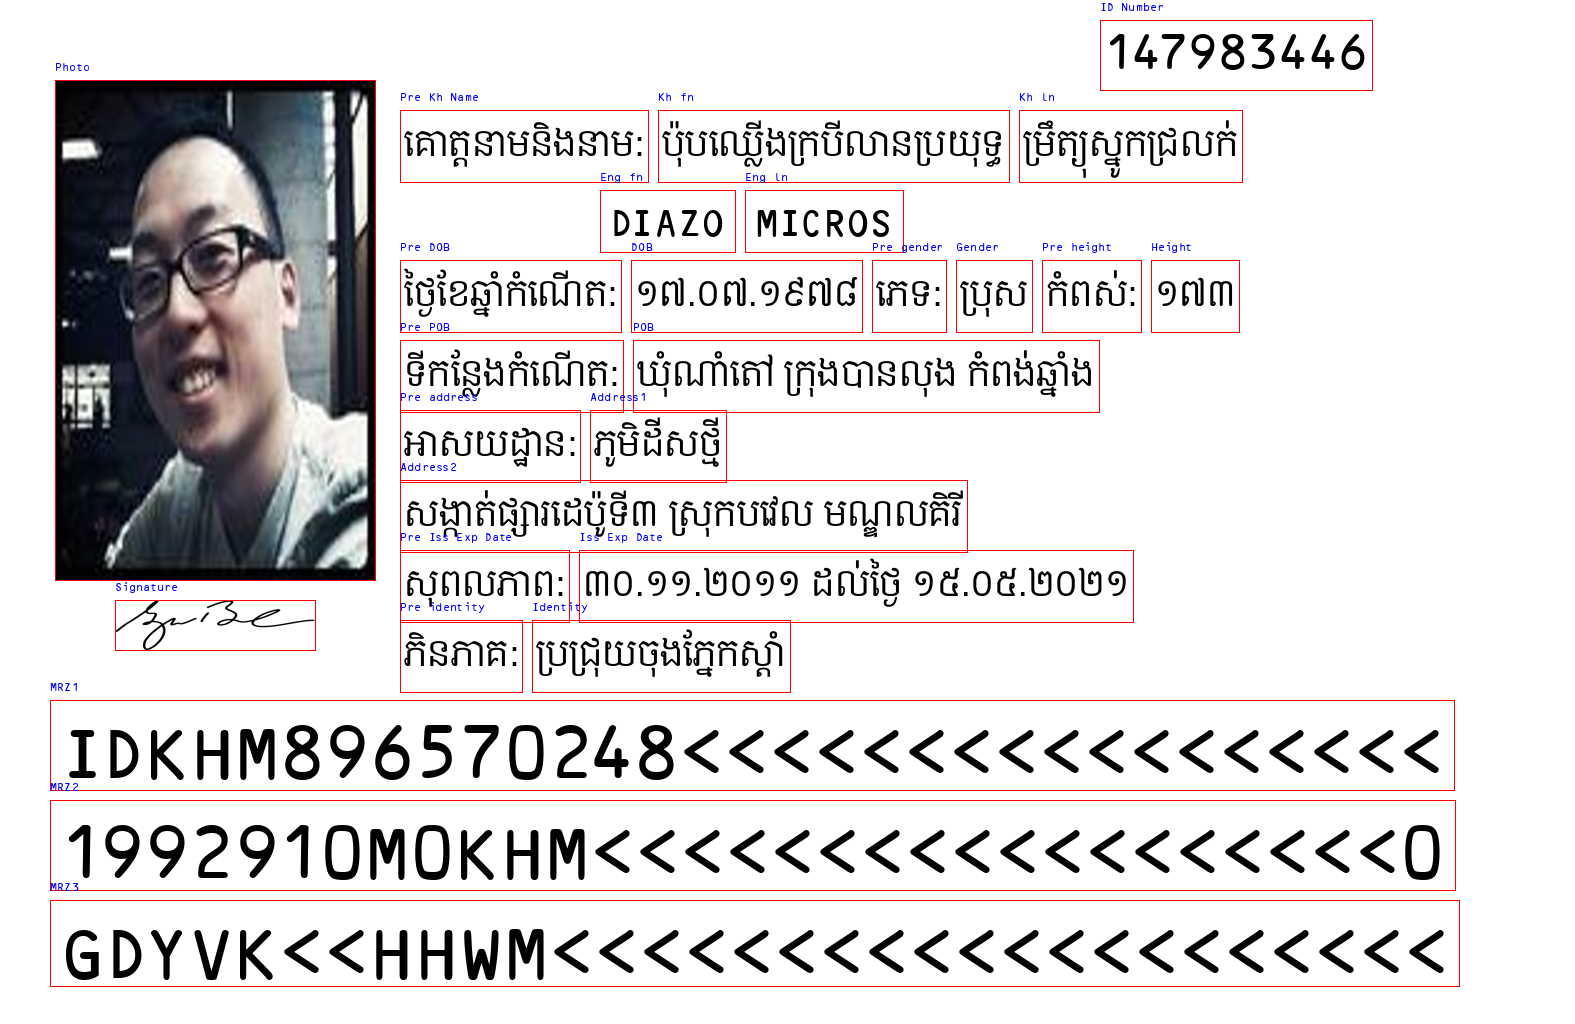 ID Number
147983446
Photo
Pre Kh Name Kh fn Kh ln
គោត្តនាមនិងនាម: ប៉ុបឈើ្លងក្របីលានប្រយុទ្ធ ម្រឹត្យុស្នូកជ្រលក់
Eng fn Eng ln
DIAZO MICROS
Pre DOB DOB Pre gender Gender Pre height Height
ថ្ងៃខែឆ្នាំកំណើត: ១៧.០៧.១៩៧៨ ភេទ: ប្រុស កំពស់: ១៧៣
Pre POB POB
ទីកន្លែងកំណើត: ឃុំណាំតៅ ក្រុងបានលុង កំពង់ឆ្នាំង
Pre address Address1
អាសយដ្ឋាន: ភូមិដីសថ្មី
Address2
សង្កាត់ផ្សារដេប៉ូទី៣ ស្រុកបវេល មណ្ឌលគិរី
Pre Iss Exp Date Iss Exp Date
សុពលភាព: ៣០.១១.២០១១ ដល់ថ្ងៃ ១៥.០៥.២០២១
Pre identity Identity
ភិនភាគ: ប្រជ្រុយចុងភ្នែកស្តាំ
Signature
MRZ1
IDKHM896570248<<<<<<<<<<<<<<<<<
MRZ2
1992910M0KHM<<<<<<<<<<<<<<<<<<0
MRZ3
GDYVK<<HHWM<<<<<<<<<<<<<<<<<<<<